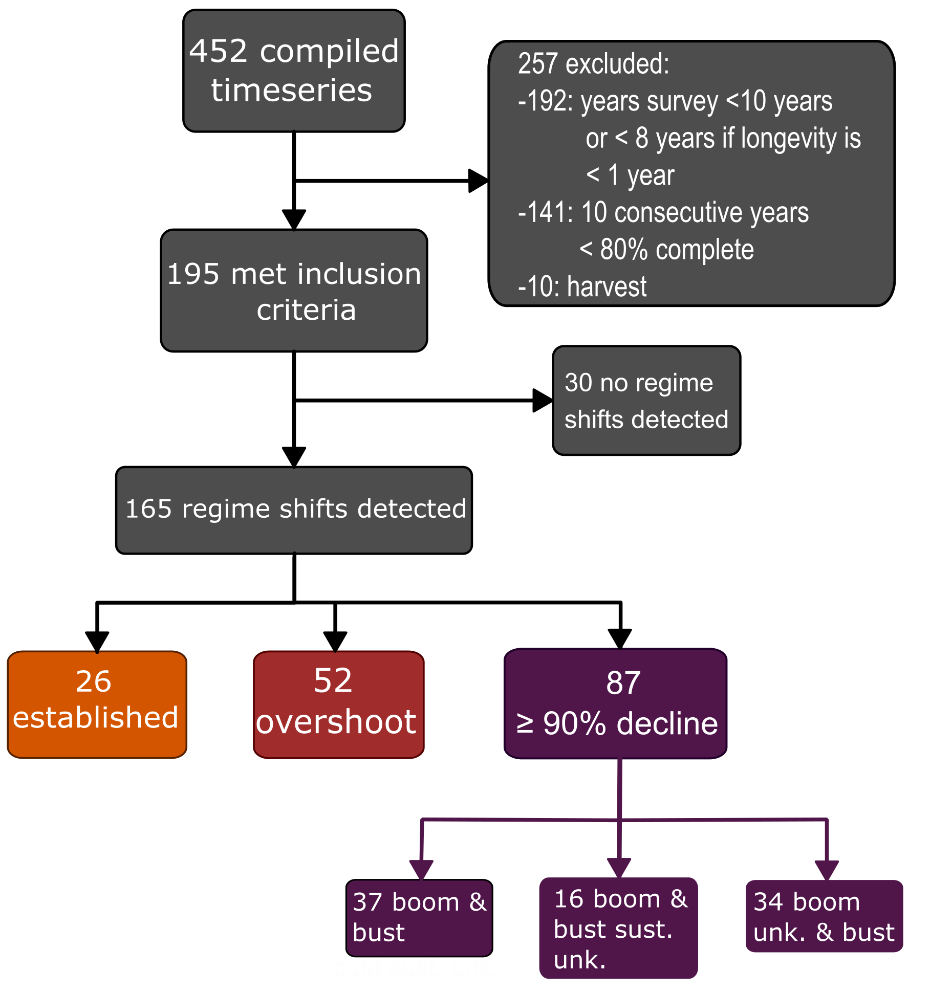 452 compiled
timeseries
257 excluded:
-192: years survey <10 years
or < 8 years if longevity is
< 1 year
-141: 10 consecutive years
< 80% complete
-10: harvest
195 met inclusion
criteria
30 no regime
shifts detected
165 regime shifts detected
26
established
52
overshoot
87
≥ 90% decline
37 boom &
bust
16 boom &
bust sust.
unk.
34 boom
unk. & bust